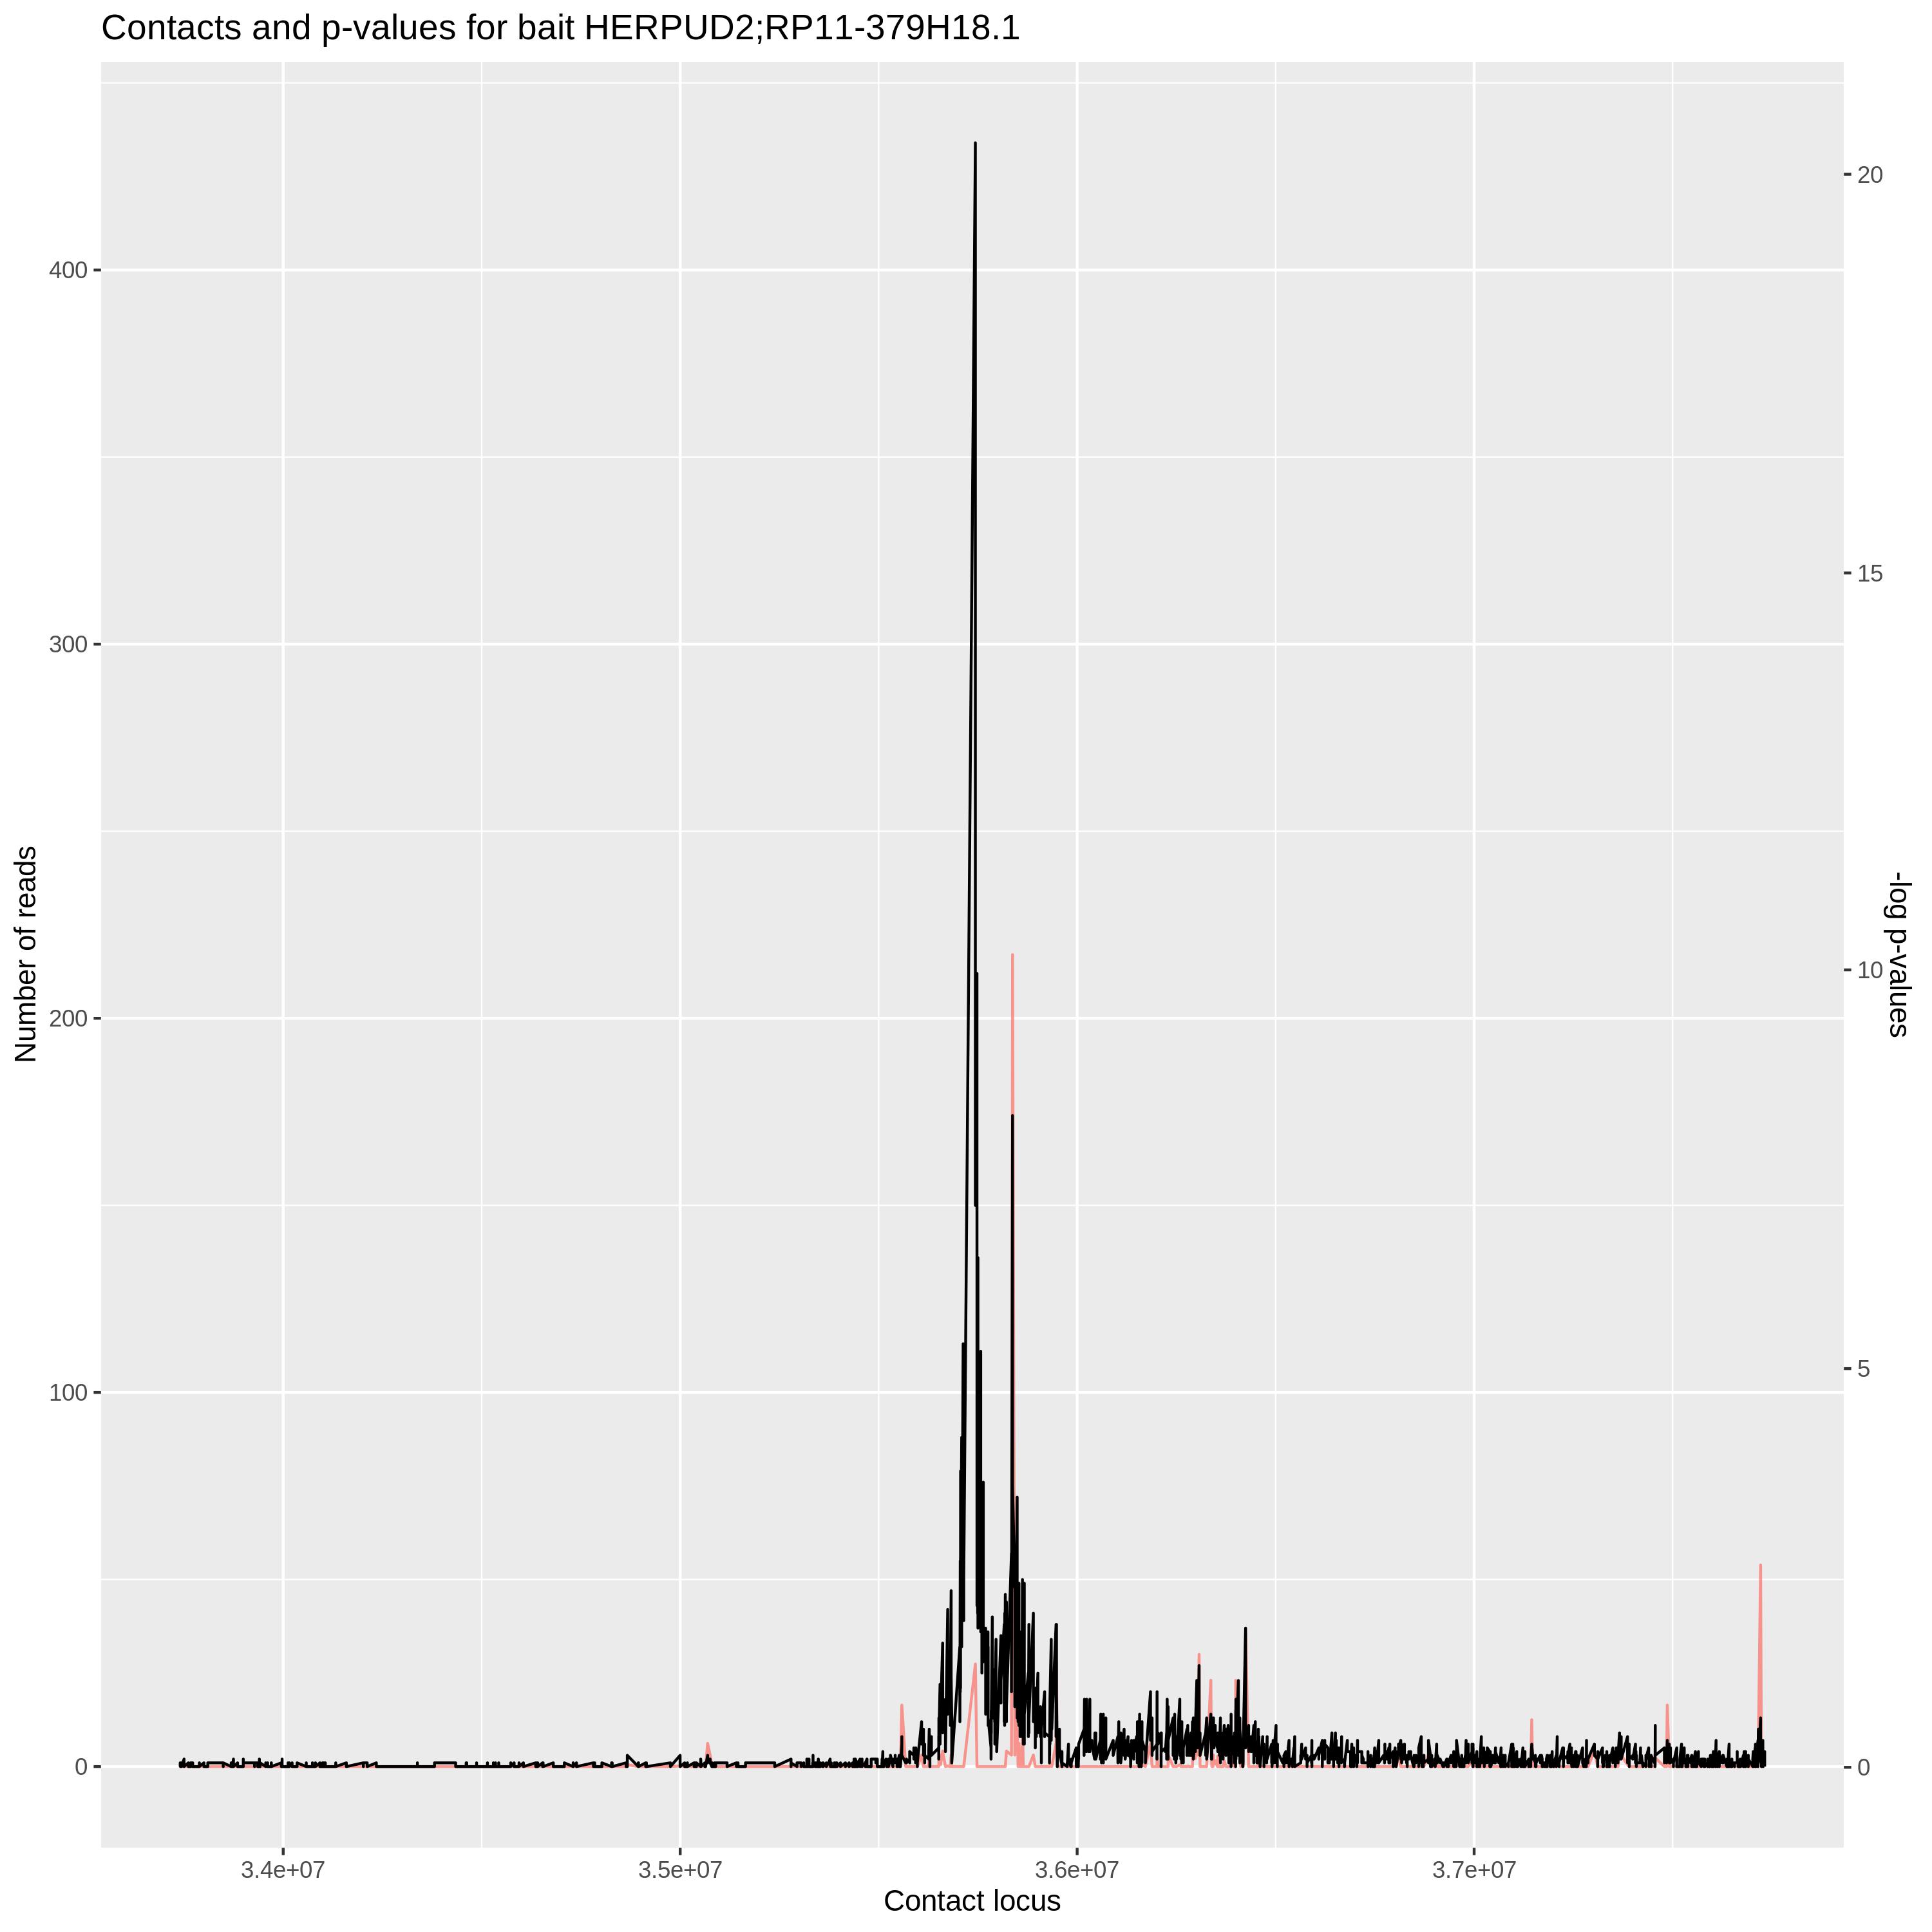 Contacts and p-values for bait HERPUD2;RP11-379H18.1
Number of reads
400
300
200
100
0
20
15
10
5
0
-log p-values
3.4e+07
3.5e+07
3.6e+07
3.7e+07
Contact locus